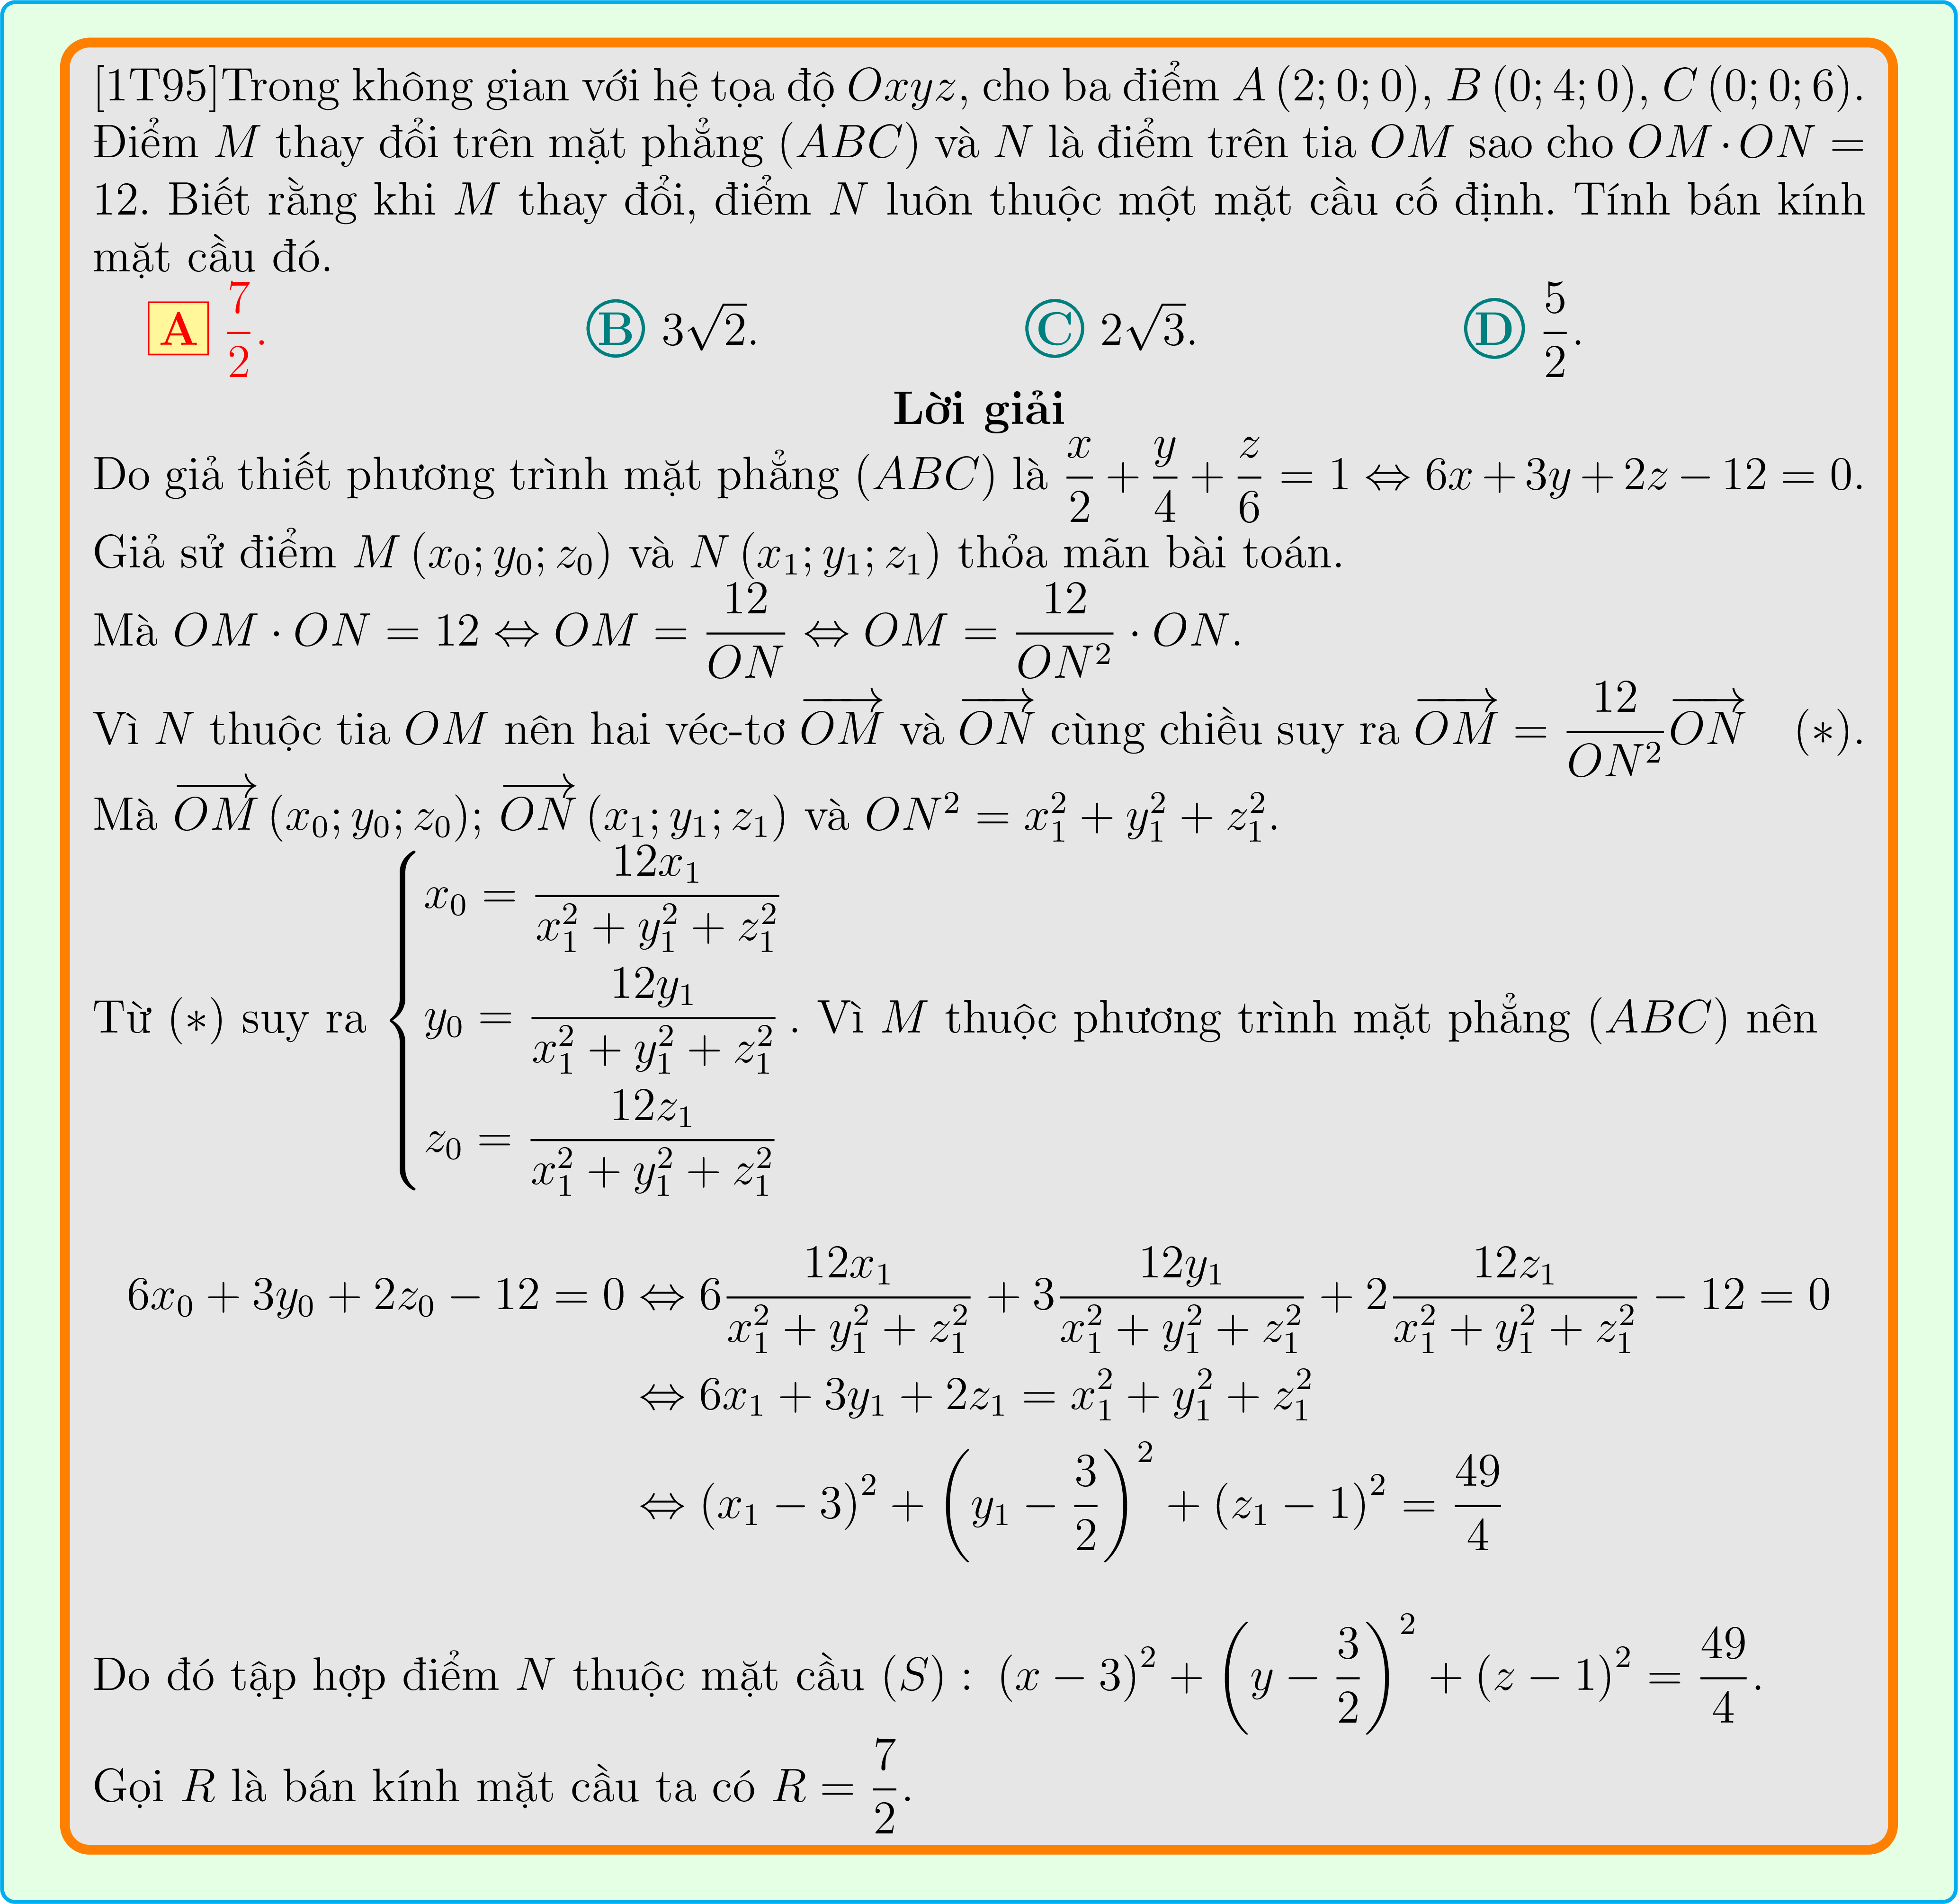 [1T95]Trong không gian với hệ tọa độ Oxyz, cho ba điểm A (2; 0; 0), B (0; 4; 0), C (0; 0; 6).
Điểm M thay đổi trên mặt phẳng (ABC) và N là điểm trên tia OM sao cho OM · ON =
12. Biết rằng khi M thay đổi, điểm N luôn thuộc một mặt cầu cố định. Tính bán kính
mặt cầu đó.
A $\frac{7}{2}$. B $3\sqrt{2}$. C $2\sqrt{3}$. D $\frac{5}{2}$.
Lời giải
Do giả thiết phương trình mặt phẳng (ABC) là $\frac{x}{2} + \frac{y}{4} + \frac{z}{6} = 1 \Leftrightarrow 6x + 3y + 2z - 12 = 0$.
Giả sử điểm $M (x_0; y_0; z_0)$ và $N (x_1; y_1; z_1)$ thỏa mãn bài toán.
Mà $OM \cdot ON = 12 \Leftrightarrow OM = \frac{12}{ON} \Leftrightarrow OM = \frac{12}{ON^2} \cdot ON$.
Vì N thuộc tia OM nên hai véc-tơ $\overrightarrow{OM}$ và $\overrightarrow{ON}$ cùng chiều suy ra $\overrightarrow{OM} = \frac{12}{ON^2}\overrightarrow{ON}$ (∗).
Mà $\overrightarrow{OM} (x_0; y_0; z_0)$; $\overrightarrow{ON} (x_1; y_1; z_1)$ và $ON^2 = x_1^2 + y_1^2 + z_1^2$.
Từ (∗) suy ra $\begin{cases} x_0 = \frac{12x_1}{x_1^2 + y_1^2 + z_1^2} \\ y_0 = \frac{12y_1}{x_1^2 + y_1^2 + z_1^2} \\ z_0 = \frac{12z_1}{x_1^2 + y_1^2 + z_1^2} \end{cases}$. Vì M thuộc phương trình mặt phẳng (ABC) nên
$6x_0 + 3y_0 + 2z_0 - 12 = 0 \Leftrightarrow 6\frac{12x_1}{x_1^2 + y_1^2 + z_1^2} + 3\frac{12y_1}{x_1^2 + y_1^2 + z_1^2} + 2\frac{12z_1}{x_1^2 + y_1^2 + z_1^2} - 12 = 0$
$\Leftrightarrow 6x_1 + 3y_1 + 2z_1 = x_1^2 + y_1^2 + z_1^2$
$\Leftrightarrow (x_1 - 3)^2 + \left(y_1 - \frac{3}{2}\right)^2 + (z_1 - 1)^2 = \frac{49}{4}$
Do đó tập hợp điểm N thuộc mặt cầu $(S) : (x - 3)^2 + \left(y - \frac{3}{2}\right)^2 + (z - 1)^2 = \frac{49}{4}$.
Gọi R là bán kính mặt cầu ta có $R = \frac{7}{2}$.